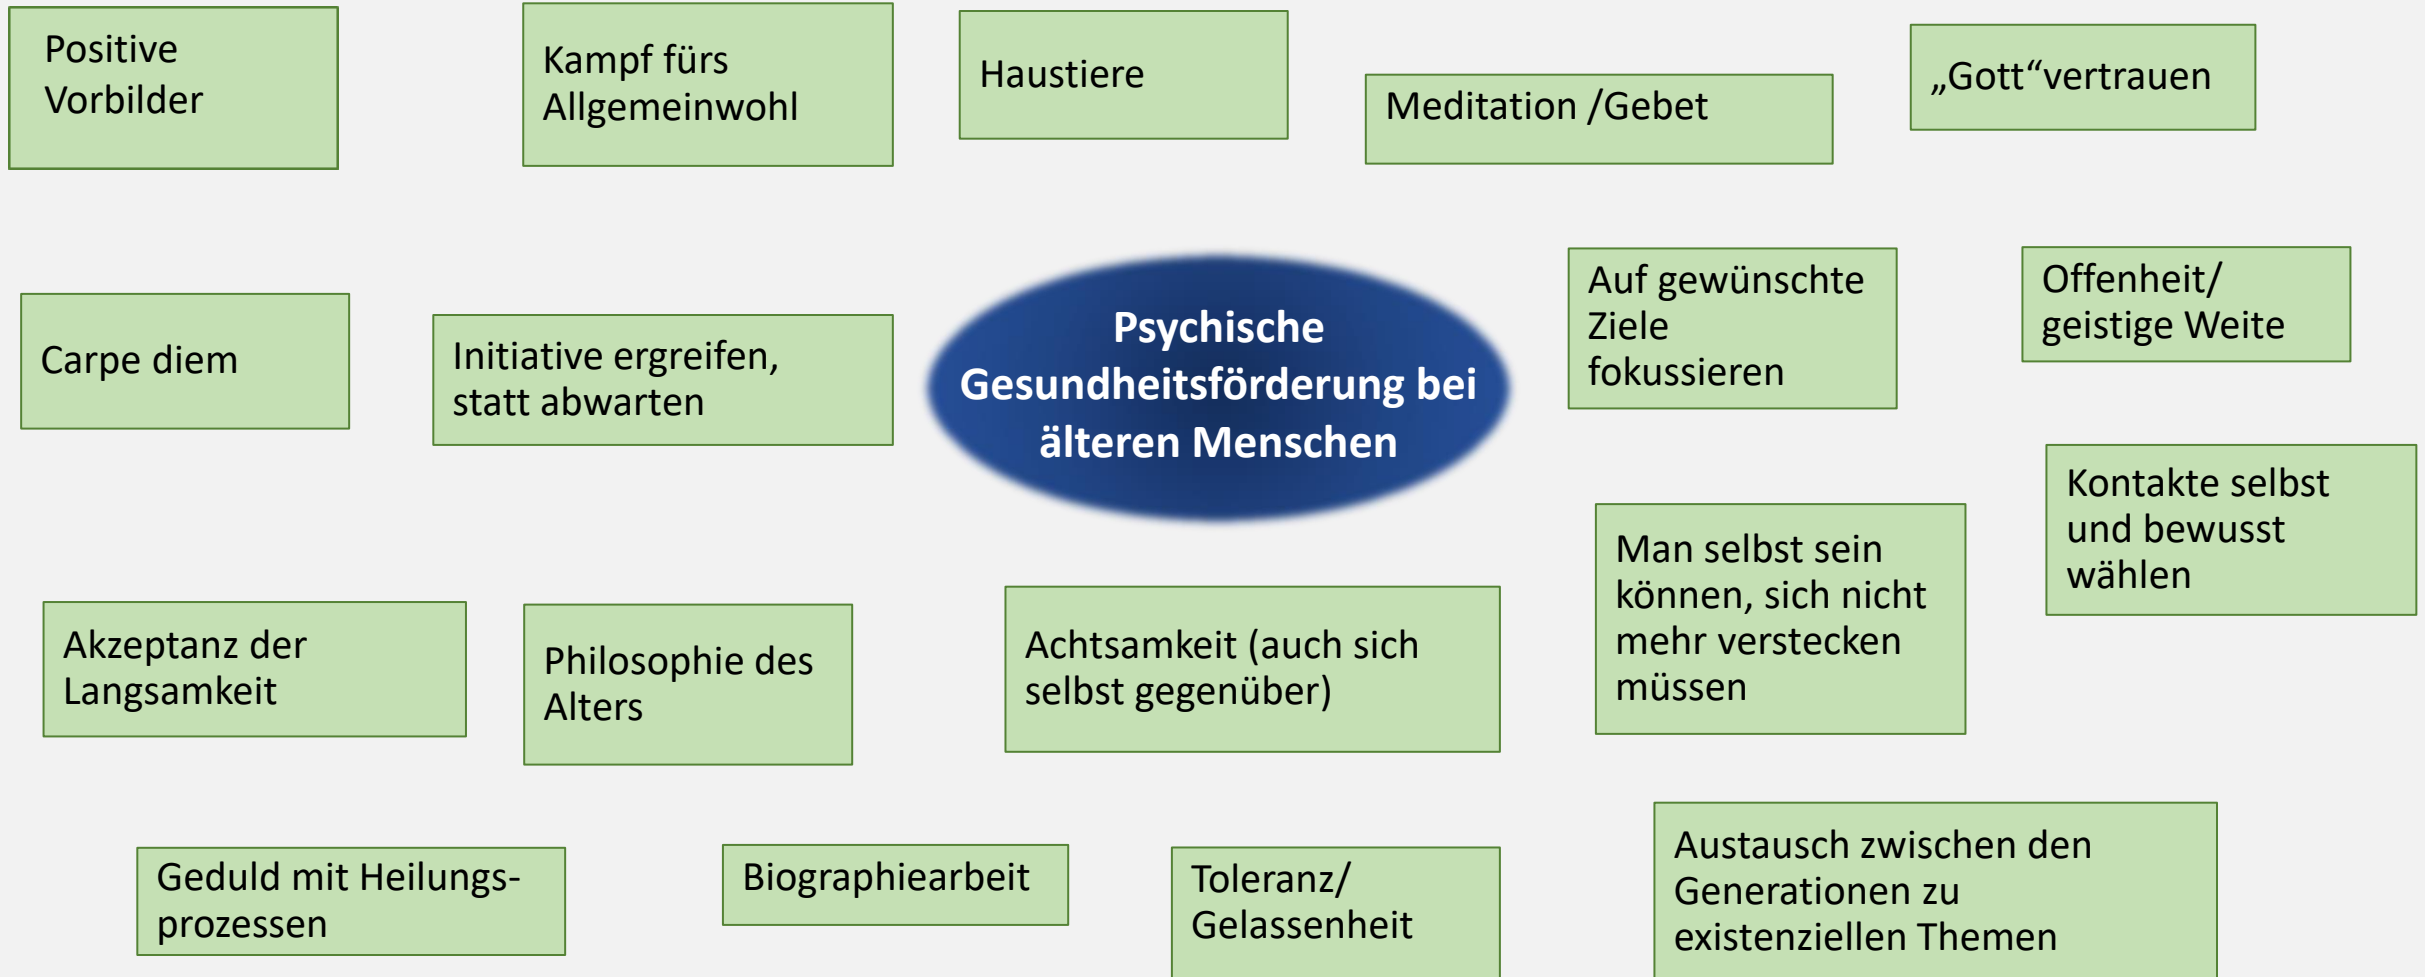 Positive
Vorbilder
Kampf fürs
Allgemeinwohl
Haustiere
Meditation /Gebet
„Gott“vertrauen
Carpe diem
Initiative ergreifen,
statt abwarten
Psychische
Gesundheitsförderung bei
älteren Menschen
Auf gewünschte
Ziele
fokussieren
Offenheit/
geistige Weite
Kontakte selbst
und bewusst
wählen
Akzeptanz der
Langsamkeit
Philosophie des
Alters
Achtsamkeit (auch sich
selbst gegenüber)
Man selbst sein
können, sich nicht
mehr verstecken
müssen
Geduld mit Heilungs-
prozessen
Biographiearbeit
Toleranz/
Gelassenheit
Austausch zwischen den
Generationen zu
existenziellen Themen